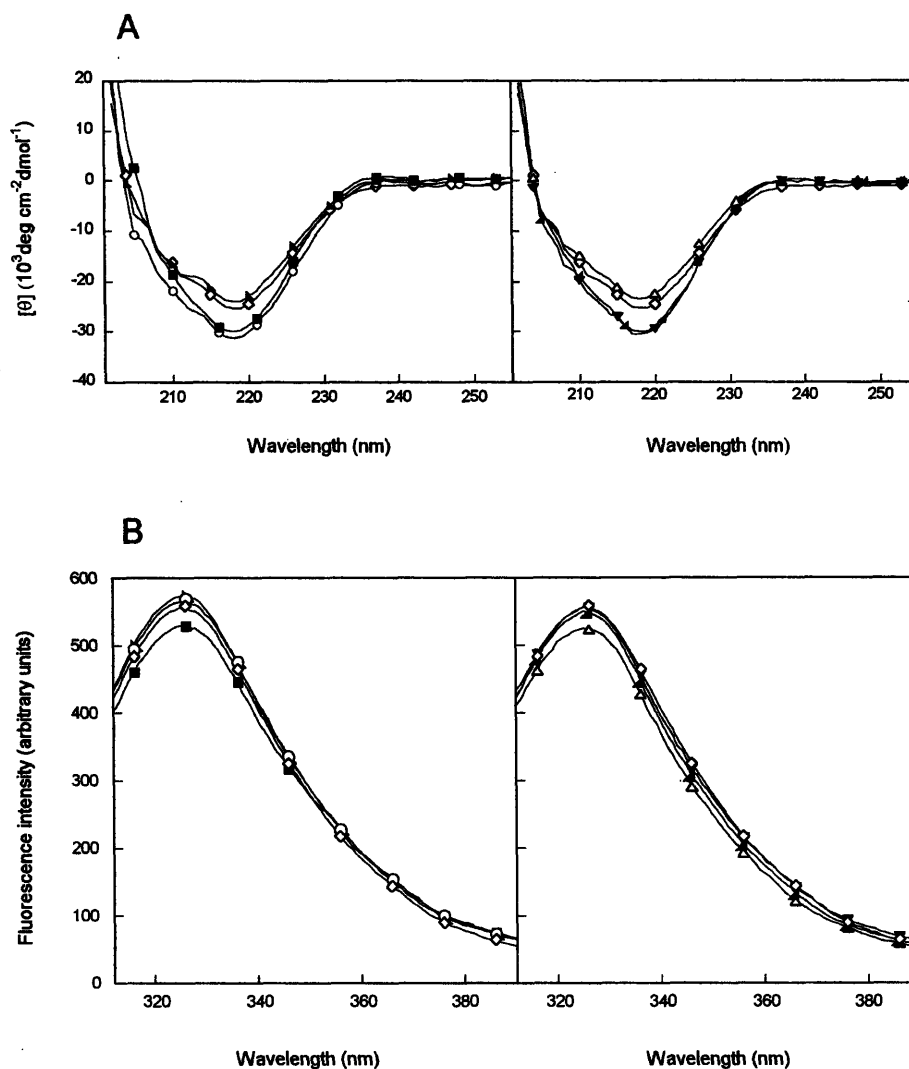 A
20
10
0
-10
-20
-30
-40
[θ] (10³deg cm⁻²dmol⁻¹)
210 220 230 240 250
210 220 230 240 250
Wavelength (nm)
Wavelength (nm)
B
600
500
400
300
200
100
0
Fluorescence intensity (arbitrary units)
320 340 360 380
320 340 360 380
Wavelength (nm)
Wavelength (nm)